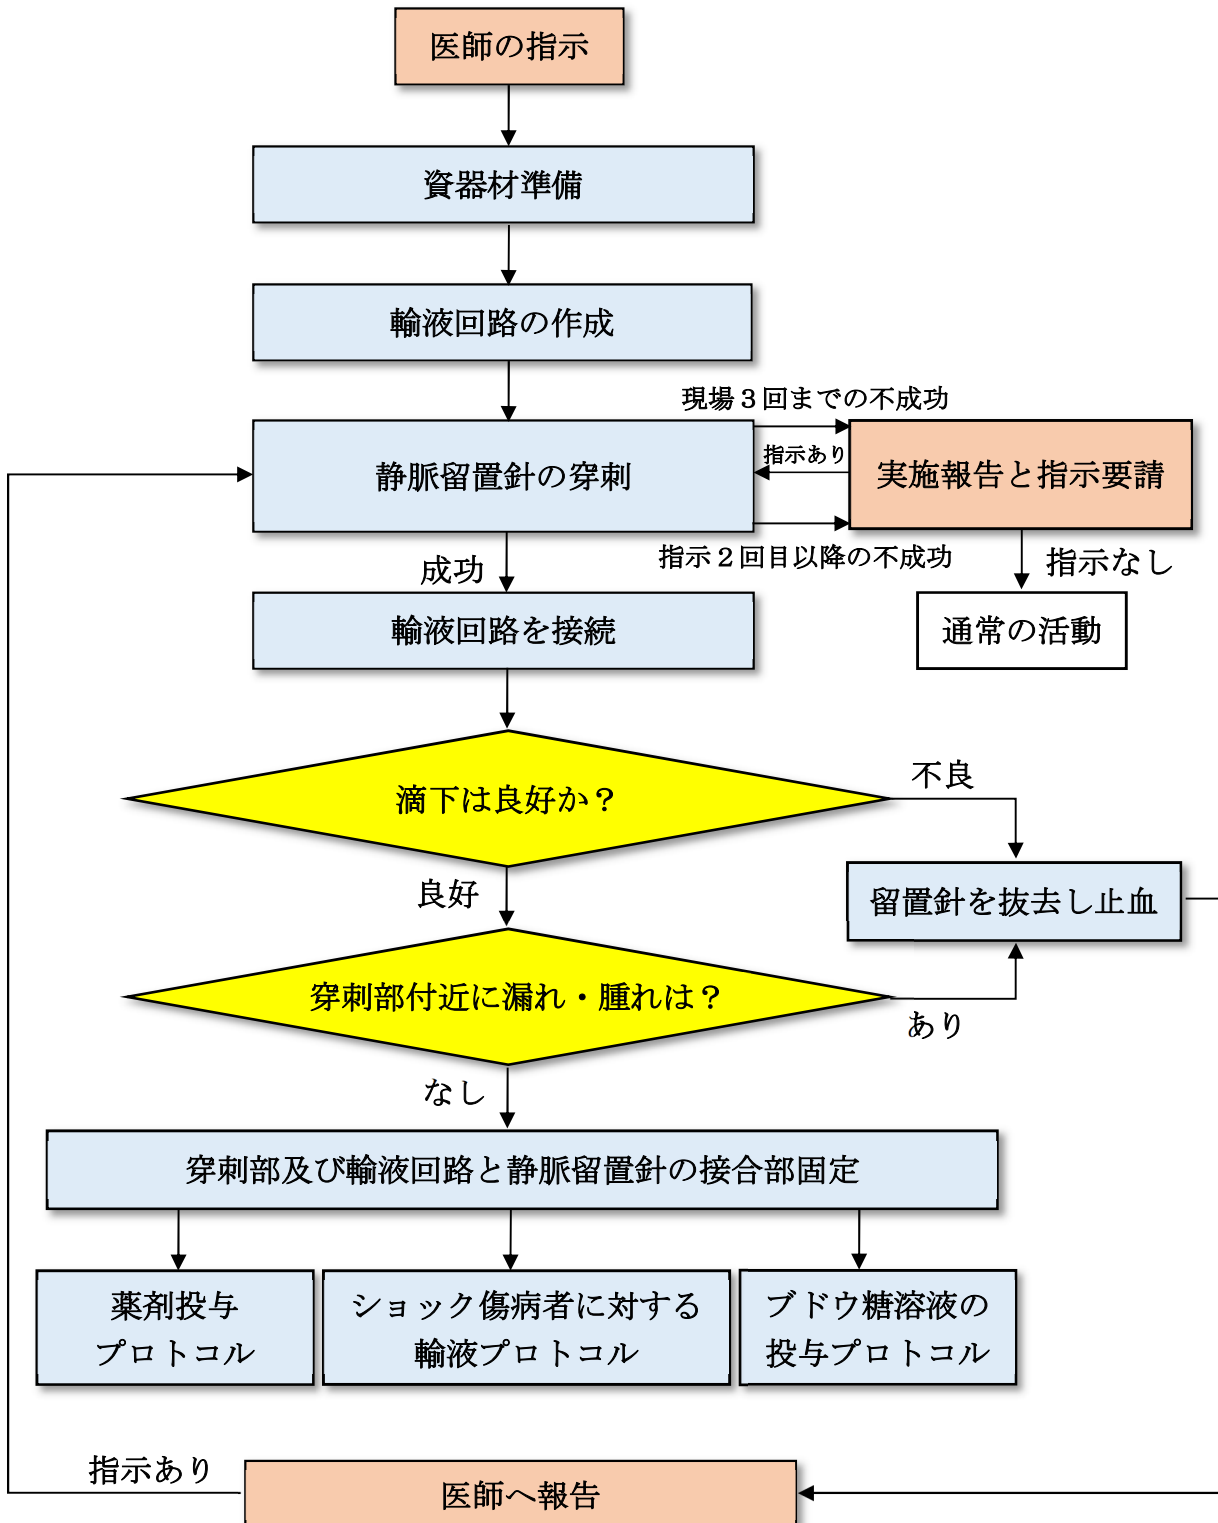 医師の指示
資器材準備
輸液回路の作成
現場３回までの不成功
静脈留置針の穿刺
指示あり
実施報告と指示要請
指示２回目以降の不成功
成功
指示なし
輸液回路を接続
通常の活動
滴下は良好か？
不良
良好
留置針を抜去し止血
穿刺部付近に漏れ・腫れは？
あり
なし
穿刺部及び輸液回路と静脈留置針の接合部固定
薬剤投与
プロトコル
ショック傷病者に対する
輸液プロトコル
ブドウ糖溶液の
投与プロトコル
指示あり
医師へ報告